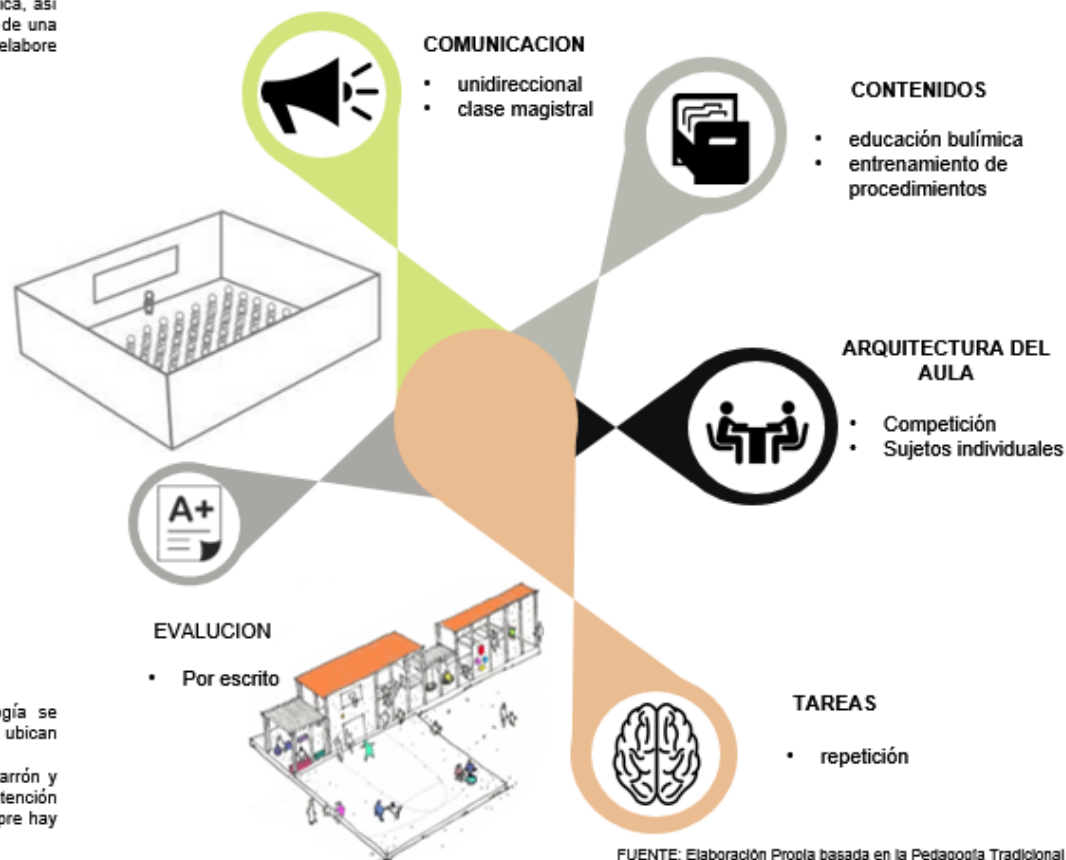 ica, así
de una
elabore
COMUNICACION
• unidireccional
• clase magistral
CONTENIDOS
• educación bulímica
• entrenamiento de
procedimientos
ARQUITECTURA DEL
AULA
• Competición
• Sujetos individuales
A+
EVALUCION
• Por escrito
TAREAS
• repetición
gía se
ubican
arrón y
tención
pre hay
FUENTE: Elaboración Propia basada en la Pedagogía Tradicional